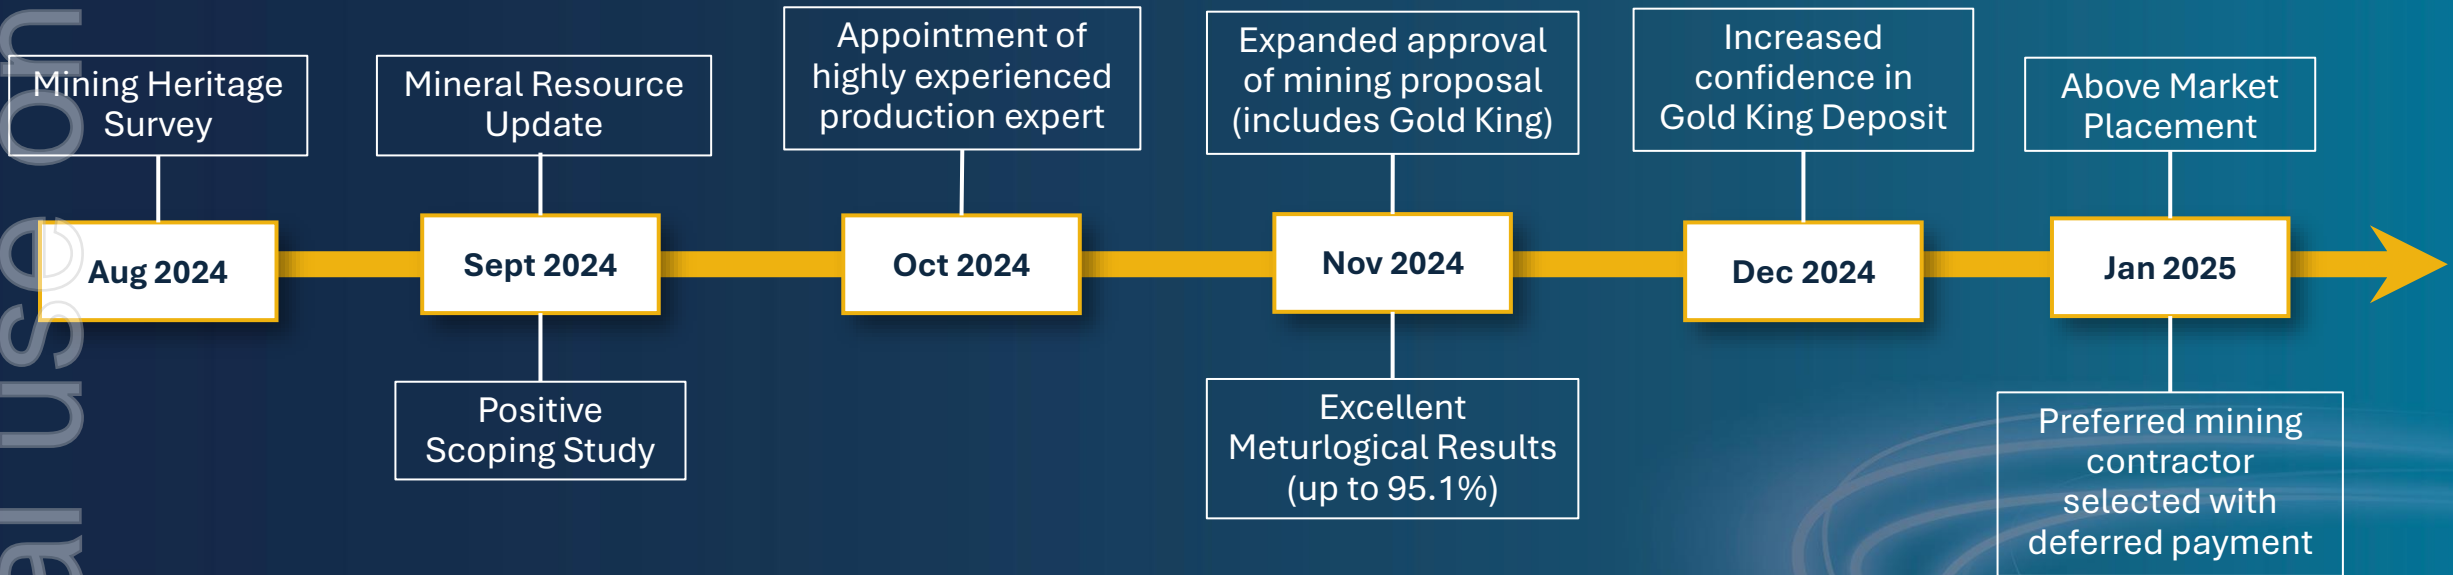 Mining Heritage
Survey
Mineral Resource
Update
Appointment of
highly experienced
production expert
Expanded approval
of mining proposal
(includes Gold King)
Increased
confidence in
Gold King Deposit
Above Market
Placement
Aug 2024
Sept 2024
Oct 2024
Nov 2024
Dec 2024
Jan 2025
Positive
Scoping Study
Excellent
Meturlogical Results
(up to 95.1%)
Preferred mining
contractor
selected with
deferred payment
al use on